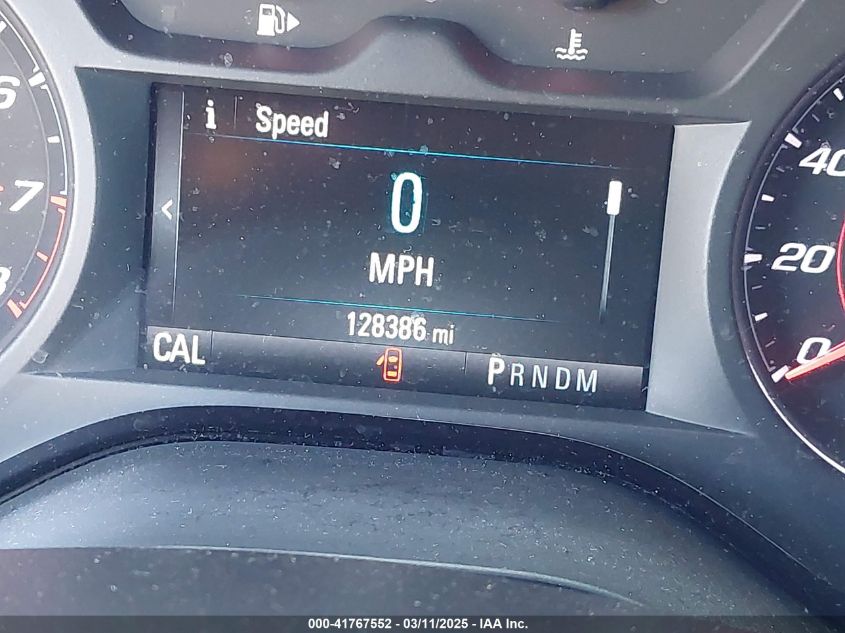 6
7
8
i Speed
0
MPH
128386 mi
CAL
PRNDM
40
20
0
000-41767552 - 03/11/2025 - IAA Inc.